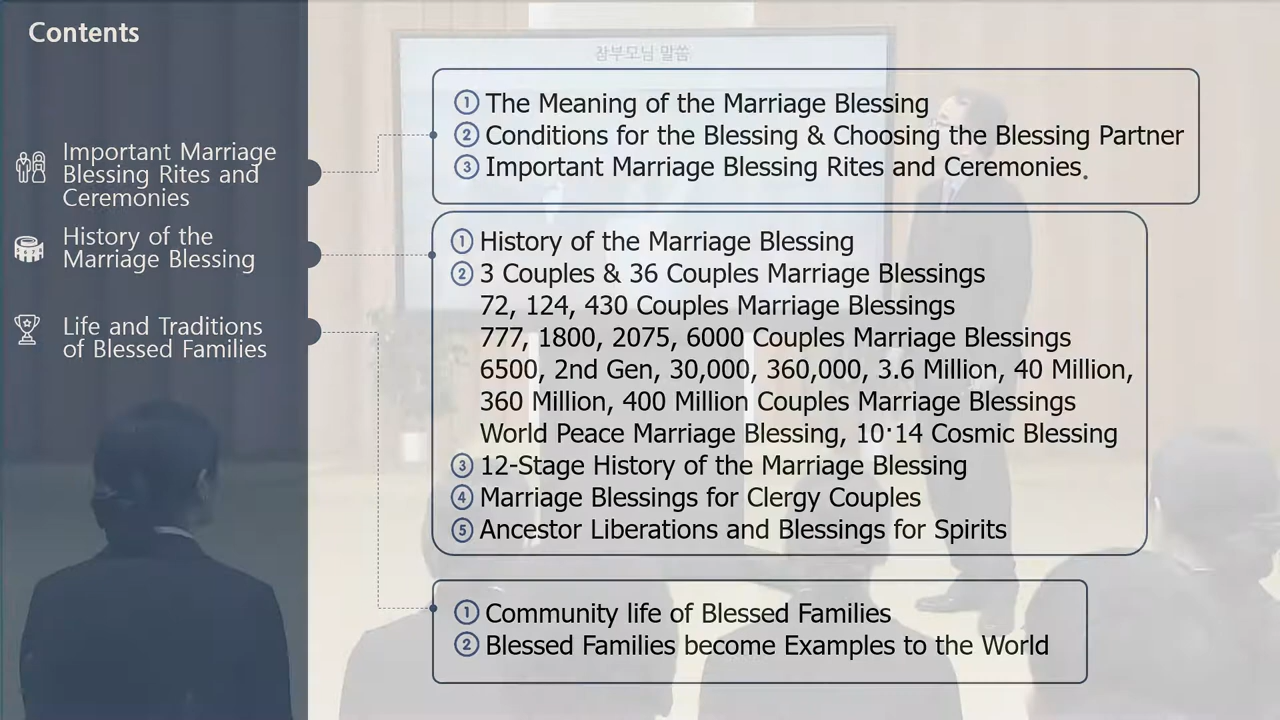 Contents
참부모님 말씀
Important Marriage
Blessing Rites and
Ceremonies
① The Meaning of the Marriage Blessing
② Conditions for the Blessing & Choosing the Blessing Partner
③ Important Marriage Blessing Rites and Ceremonies.
History of the
Marriage Blessing
① History of the Marriage Blessing
② 3 Couples & 36 Couples Marriage Blessings
72, 124, 430 Couples Marriage Blessings
777, 1800, 2075, 6000 Couples Marriage Blessings
6500, 2nd Gen, 30,000, 360,000, 3.6 Million, 40 Million,
360 Million, 400 Million Couples Marriage Blessings
World Peace Marriage Blessing, 10·14 Cosmic Blessing
③ 12-Stage History of the Marriage Blessing
④ Marriage Blessings for Clergy Couples
⑤ Ancestor Liberations and Blessings for Spirits
Life and Traditions
of Blessed Families
① Community life of Blessed Families
② Blessed Families become Examples to the World